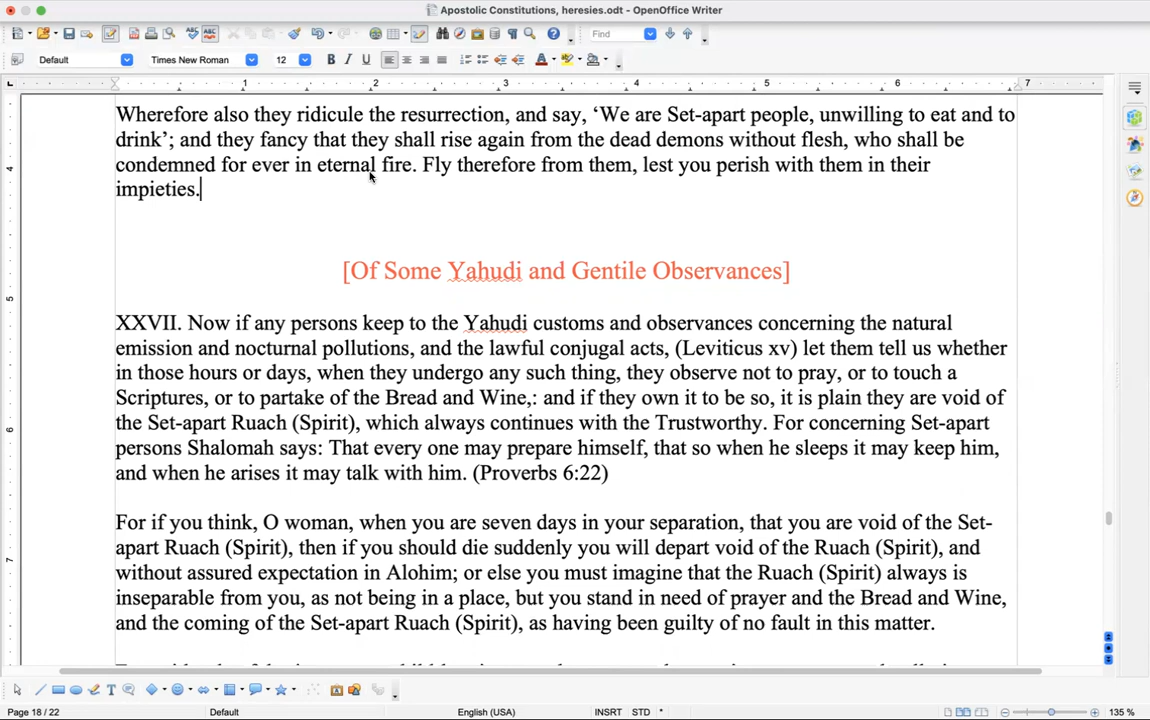 Apostolic Constitutions, heresies.odt - OpenOffice Writer
Find
Default
Times New Roman
12
B I U
1 2 3 4 5 6 7
Wherefore also they ridicule the resurrection, and say, ‘We are Set-apart people, unwilling to eat and to
drink’; and they fancy that they shall rise again from the dead demons without flesh, who shall be
condemned for ever in eternal fire. Fly therefore from them, lest you perish with them in their
impieties.
[Of Some Yahudi and Gentile Observances]
XXVII. Now if any persons keep to the Yahudi customs and observances concerning the natural
emission and nocturnal pollutions, and the lawful conjugal acts, (Leviticus xv) let them tell us whether
in those hours or days, when they undergo any such thing, they observe not to pray, or to touch a
Scriptures, or to partake of the Bread and Wine,: and if they own it to be so, it is plain they are void of
the Set-apart Ruach (Spirit), which always continues with the Trustworthy. For concerning Set-apart
persons Shalomah says: That every one may prepare himself, that so when he sleeps it may keep him,
and when he arises it may talk with him. (Proverbs 6:22)
For if you think, O woman, when you are seven days in your separation, that you are void of the Set-
apart Ruach (Spirit), then if you should die suddenly you will depart void of the Ruach (Spirit), and
without assured expectation in Alohim; or else you must imagine that the Ruach (Spirit) always is
inseparable from you, as not being in a place, but you stand in need of prayer and the Bread and Wine,
and the coming of the Set-apart Ruach (Spirit), as having been guilty of no fault in this matter.
4
5
6
7
Page 18 / 22
Default
English (USA)
INSRT STD *
135 %